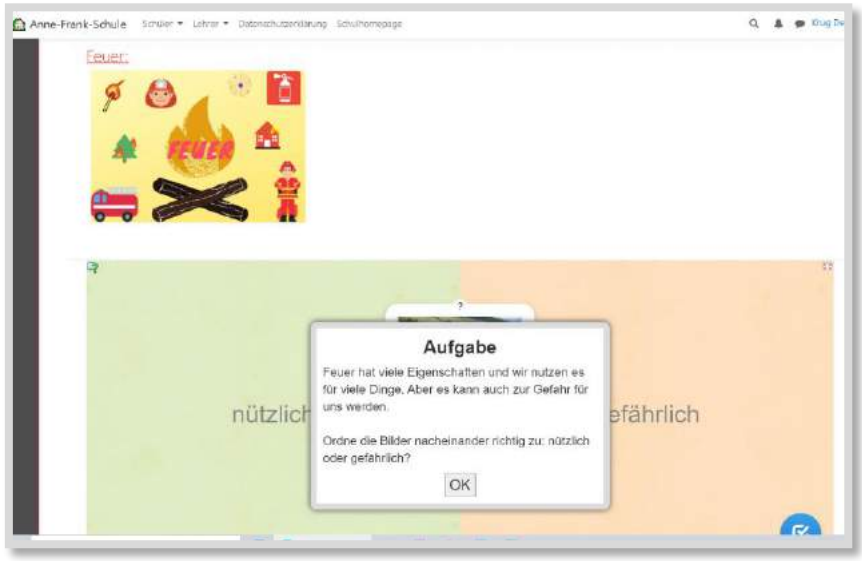 Anne-Frank-Schule Schüler Lehrer Datenschutzerklärung Schulhomepage Krug De
Feuer:
FEUER
?
Aufgabe
Feuer hat viele Eigenschaften und wir nutzen es
für viele Dinge. Aber es kann auch zur Gefahr für
uns werden.
nützlich efährlich
Ordne die Bilder nacheinander richtig zu: nützlich
oder gefährlich?
OK